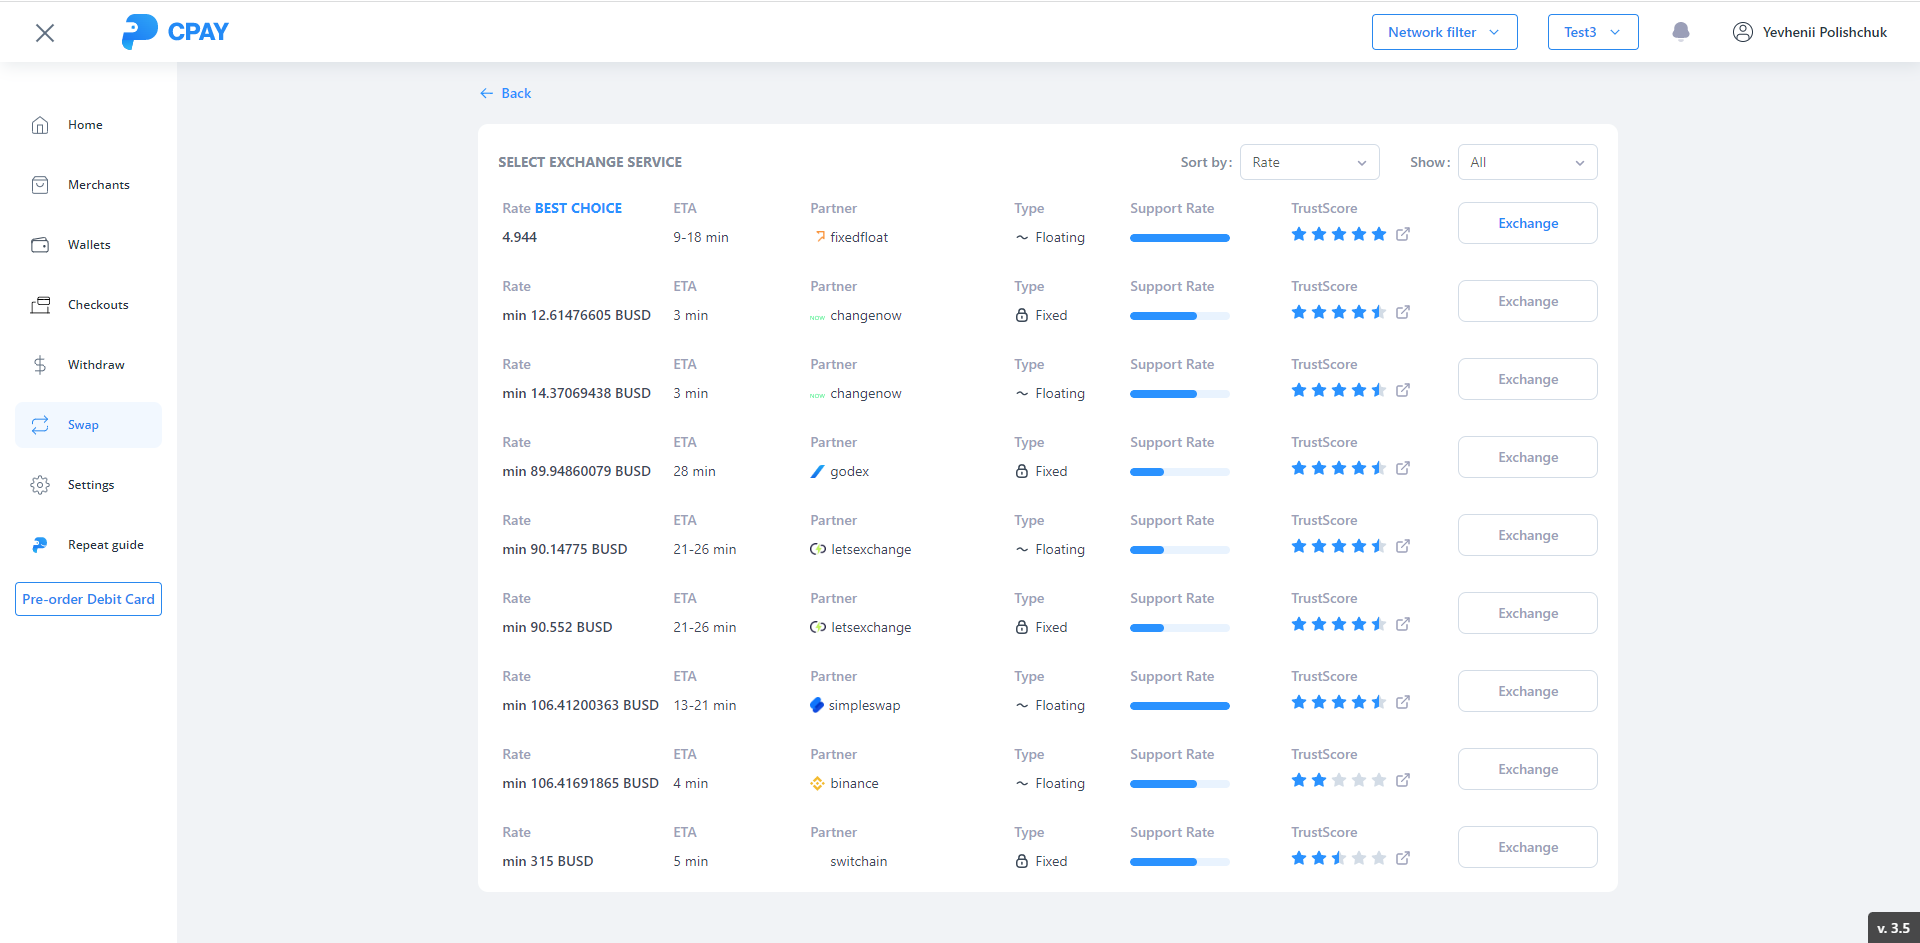 CPAY
Network filter
Test3
Yevhenii Polishchuk
Home
Merchants
Wallets
Checkouts
Withdraw
Swap
Settings
Repeat guide
Pre-order Debit Card
Back
SELECT EXCHANGE SERVICE
Sort by: Rate
Show: All
Rate BEST CHOICE ETA Partner Type Support Rate TrustScore
4.944 9-18 min fixedfloat Floating
Exchange
Rate ETA Partner Type Support Rate TrustScore
min 12.61476605 BUSD 3 min NOW changenow Fixed
Exchange
Rate ETA Partner Type Support Rate TrustScore
min 14.37069438 BUSD 3 min NOW changenow Floating
Exchange
Rate ETA Partner Type Support Rate TrustScore
min 89.94860079 BUSD 28 min godex Fixed
Exchange
Rate ETA Partner Type Support Rate TrustScore
min 90.14775 BUSD 21-26 min letsexchange Floating
Exchange
Rate ETA Partner Type Support Rate TrustScore
min 90.552 BUSD 21-26 min letsexchange Fixed
Exchange
Rate ETA Partner Type Support Rate TrustScore
min 106.41200363 BUSD 13-21 min simpleswap Floating
Exchange
Rate ETA Partner Type Support Rate TrustScore
min 106.41691865 BUSD 4 min binance Floating
Exchange
Rate ETA Partner Type Support Rate TrustScore
min 315 BUSD 5 min switchain Fixed
Exchange
v. 3.5